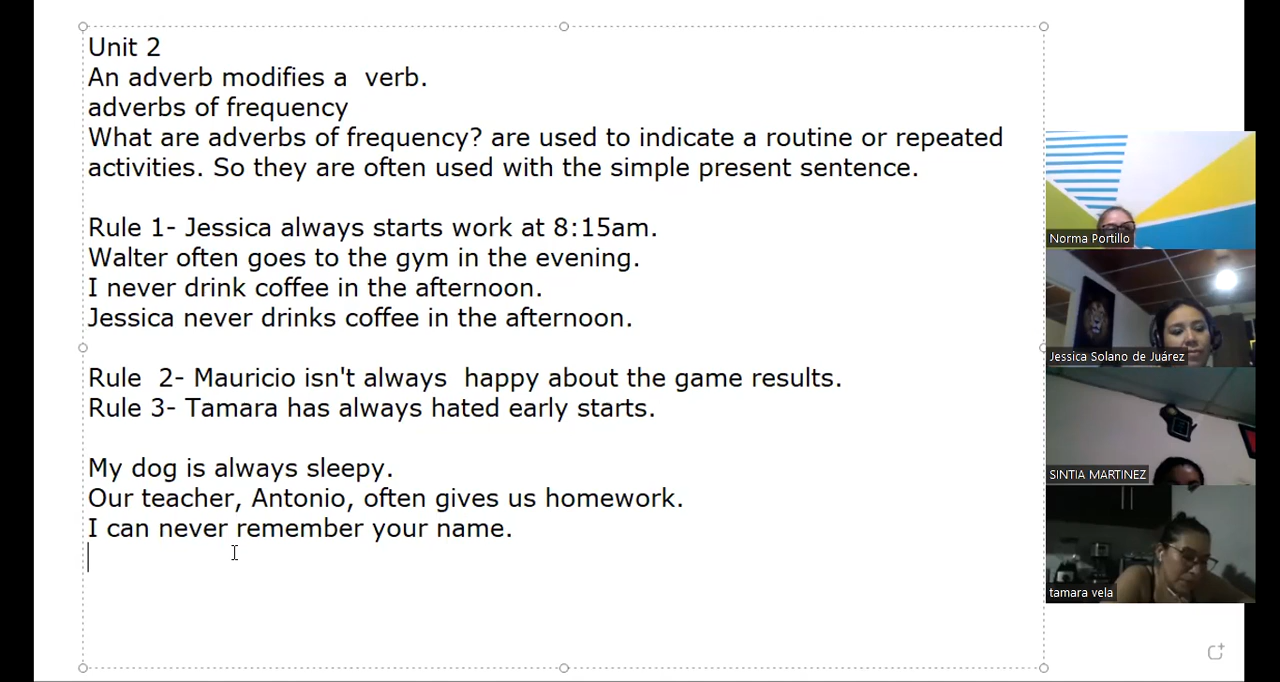 Unit 2
An adverb modifies a  verb.
adverbs of frequency
What are adverbs of frequency? are used to indicate a routine or repeated
activities. So they are often used with the simple present sentence.
Rule 1- Jessica always starts work at 8:15am.
Walter often goes to the gym in the evening.
I never drink coffee in the afternoon.
Jessica never drinks coffee in the afternoon.
Rule  2- Mauricio isn't always  happy about the game results.
Rule 3- Tamara has always hated early starts.
My dog is always sleepy.
Our teacher, Antonio, often gives us homework.
I can never remember your name.
Norma Portillo
Jessica Solano de Juárez
SINTIA MARTINEZ
tamara vela